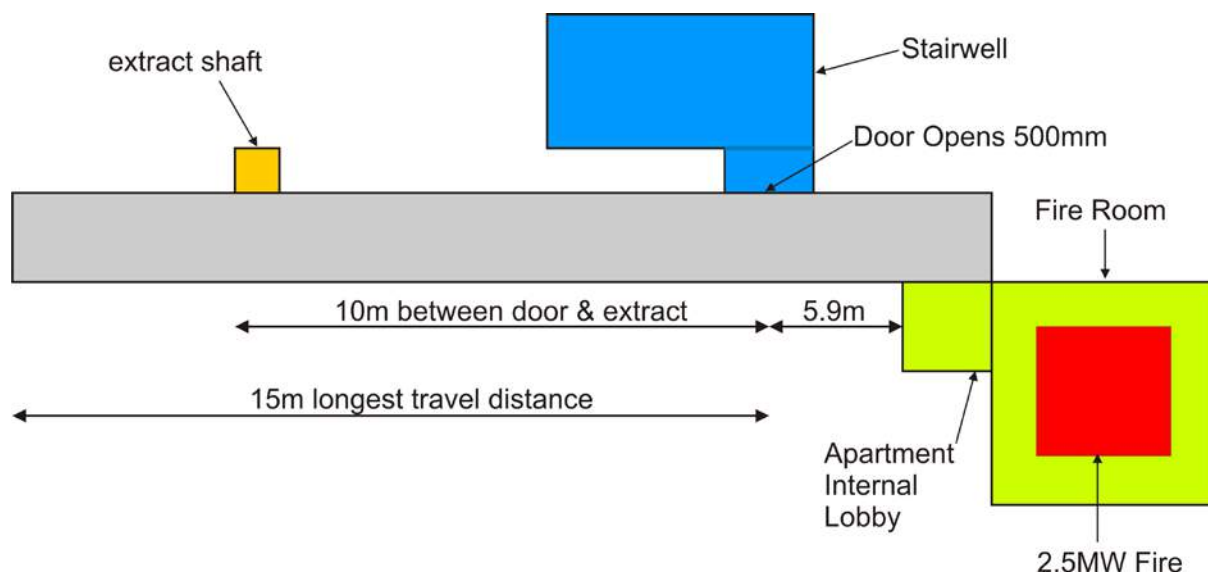 extract shaft
Stairwell
Door Opens 500mm
Fire Room
10m between door & extract
5.9m
15m longest travel distance
Apartment
Internal
Lobby
2.5MW Fire